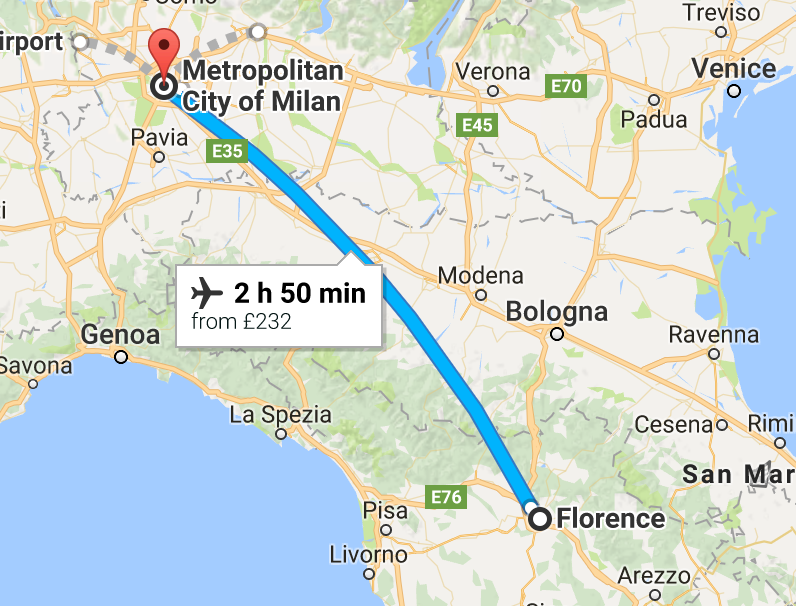 Como
Treviso
irport
Metropolitan
City of Milan
Verona
E70
Venice
Padua
E45
Pavia
E35
ti
2 h 50 min
from £232
Modena
Bologna
Genoa
Ravenna
Savona
La Spezia
Cesena
Rimi
San Mar
E76
Pisa
Florence
Livorno
Arezzo